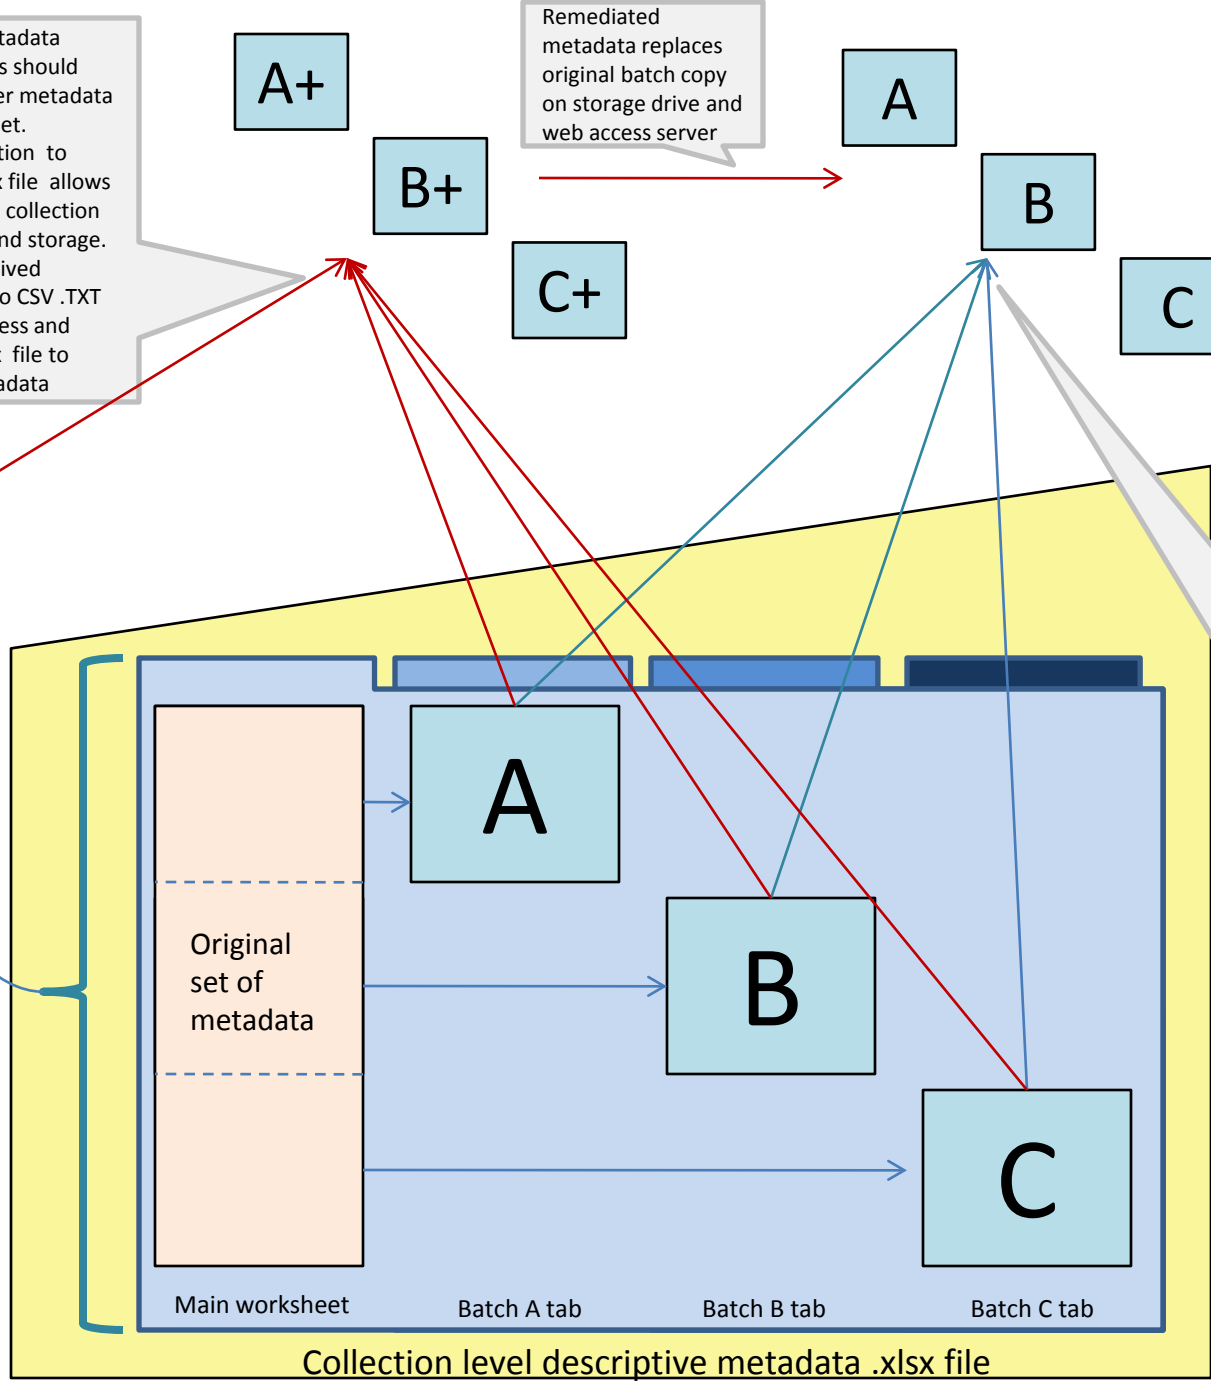 tadata
s should
er metadata
et.
tion to
x file allows
collection
nd storage.
ived
o CSV .TXT
ess and
file to
adata
A+
B+
C+
Remediated
metadata replaces
original batch copy
on storage drive and
web access server
A
B
C
A
B
C
Original
set of
metadata
Main worksheet
Batch A tab
Batch B tab
Batch C tab
Collection level descriptive metadata .xlsx file